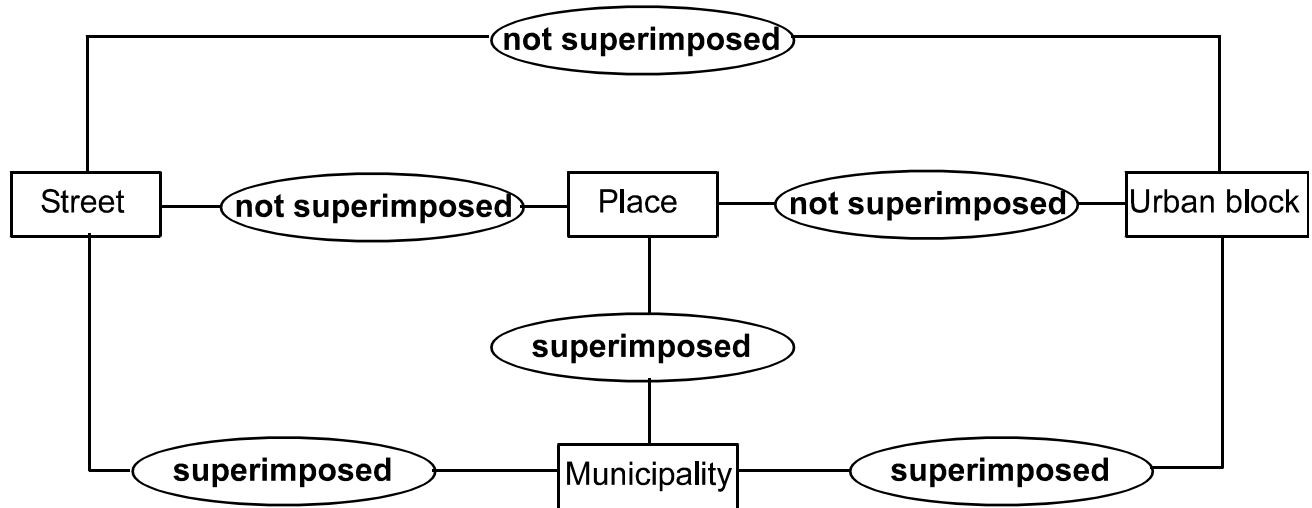 not superimposed
Street
not superimposed
Place
not superimposed
Urban block
superimposed
superimposed
Municipality
superimposed